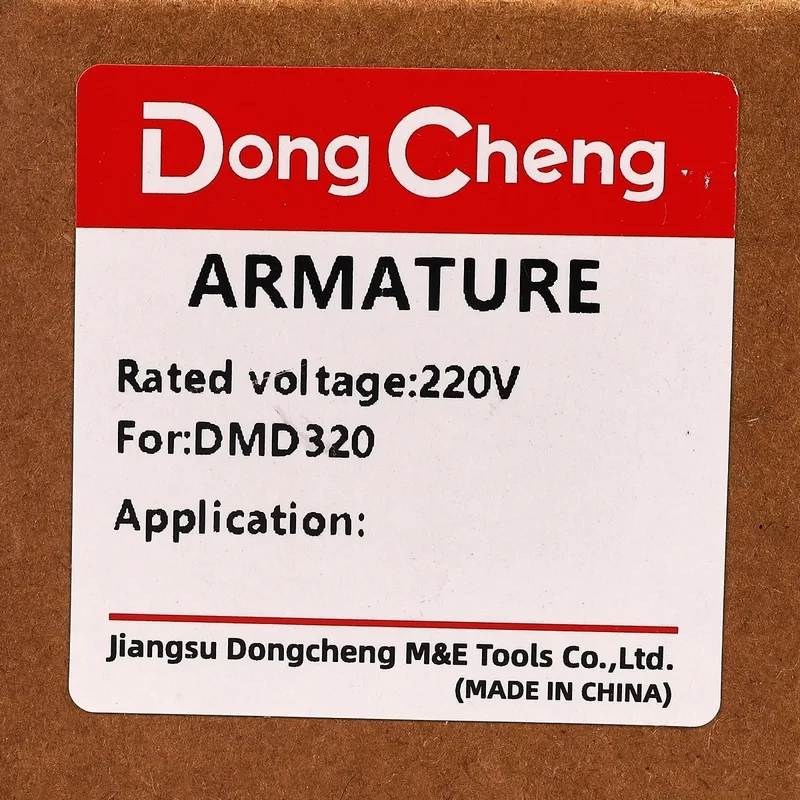 DongCheng
ARMATURE
Rated voltage:220V
For:DMD320
Application:
Jiangsu Dongcheng M&E Tools Co.,Ltd.
(MADE IN CHINA)